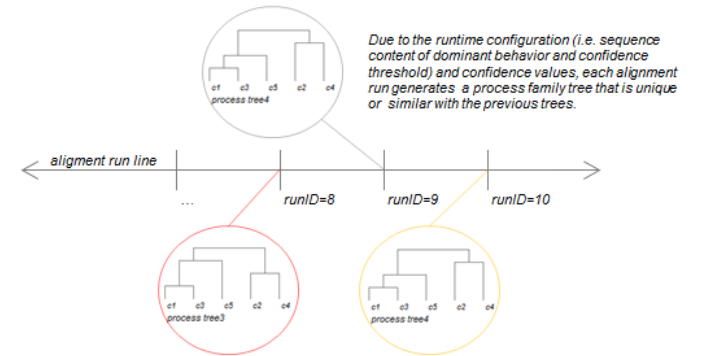 Due to the runtime configuration (i.e. sequence
content of dominant behavior and confidence
threshold) and confidence values, each alignment
run generates a process family tree that is unique
or similar with the previous trees.
c1 c3 c5 c2 c4
process tree4
aligment run line
... runID=8 runID=9 runID=10
c1 c3 c5 c2 c4
process tree3
c1 c3 c5 c2 c4
process tree4